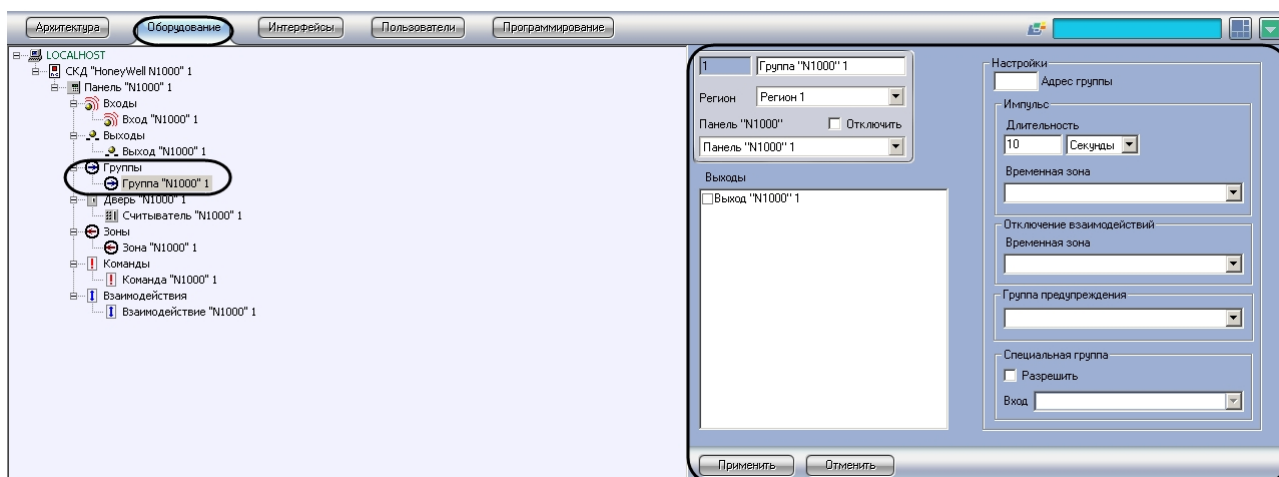 Архитектура Оборудование Интерфейсы Пользователи Программирование
LOCALHOST
СКД "HoneyWell N1000" 1
Панель "N1000" 1
Входы
Вход "N1000" 1
Выходы
Выход "N1000" 1
Группы
Группа "N1000" 1
Дверь "N1000" 1
Считыватель "N1000" 1
Зоны
Зона "N1000" 1
Команды
Команда "N1000" 1
Взаимодействия
Взаимодействие "N1000" 1
1 Группа "N1000" 1
Регион Регион 1
Панель "N1000" Отключить
Панель "N1000" 1
Выходы
Выход "N1000" 1
Настройки
Адрес группы
Импульс
Длительность
10 Секунды
Временная зона
Отключение взаимодействий
Временная зона
Группа предупреждения
Специальная группа
Разрешить
Вход
Применить Отменить